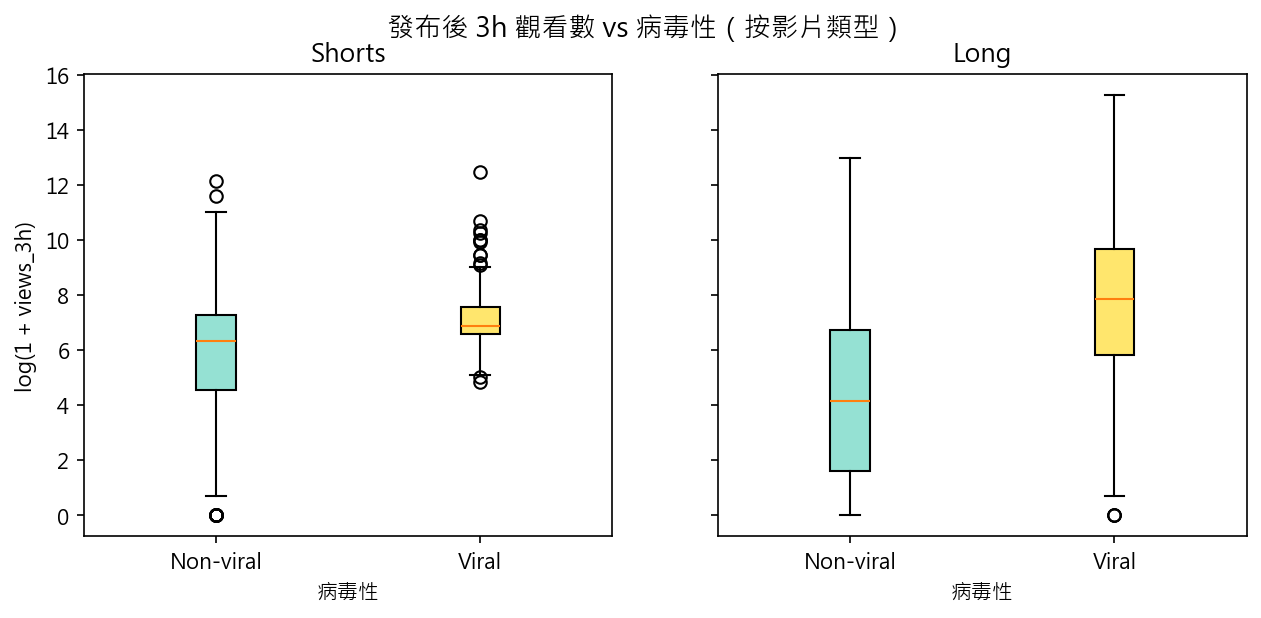 發布後 3h 觀看數 vs 病毒性（按影片類型）
Shorts
Long
log(1 + views_3h)
16
14
12
10
8
6
4
2
0
Non-viral
Viral
病毒性
Non-viral
Viral
病毒性